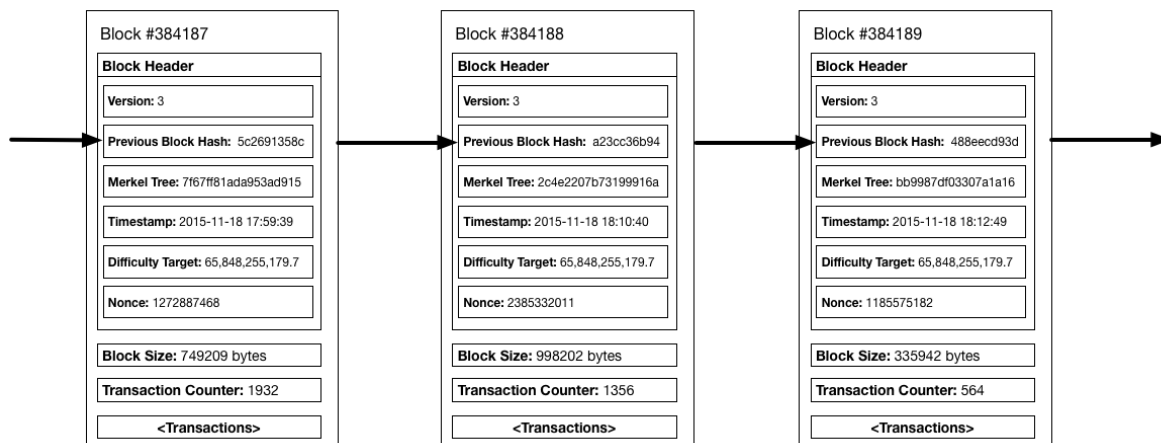 Block #384187
Block Header
Version: 3
Previous Block Hash: 5c2691358c
Merkel Tree: 7f67ff81ada953ad915
Timestamp: 2015-11-18 17:59:39
Difficulty Target: 65,848,255,179.7
Nonce: 1272887468
Block Size: 749209 bytes
Transaction Counter: 1932
<Transactions>
Block #384188
Block Header
Version: 3
Previous Block Hash: a23cc36b94
Merkel Tree: 2c4e2207b73199916a
Timestamp: 2015-11-18 18:10:40
Difficulty Target: 65,848,255,179.7
Nonce: 2385332011
Block Size: 998202 bytes
Transaction Counter: 1356
<Transactions>
Block #384189
Block Header
Version: 3
Previous Block Hash: 488eecd93d
Merkel Tree: bb9987df03307a1a16
Timestamp: 2015-11-18 18:12:49
Difficulty Target: 65,848,255,179.7
Nonce: 1185575182
Block Size: 335942 bytes
Transaction Counter: 564
<Transactions>